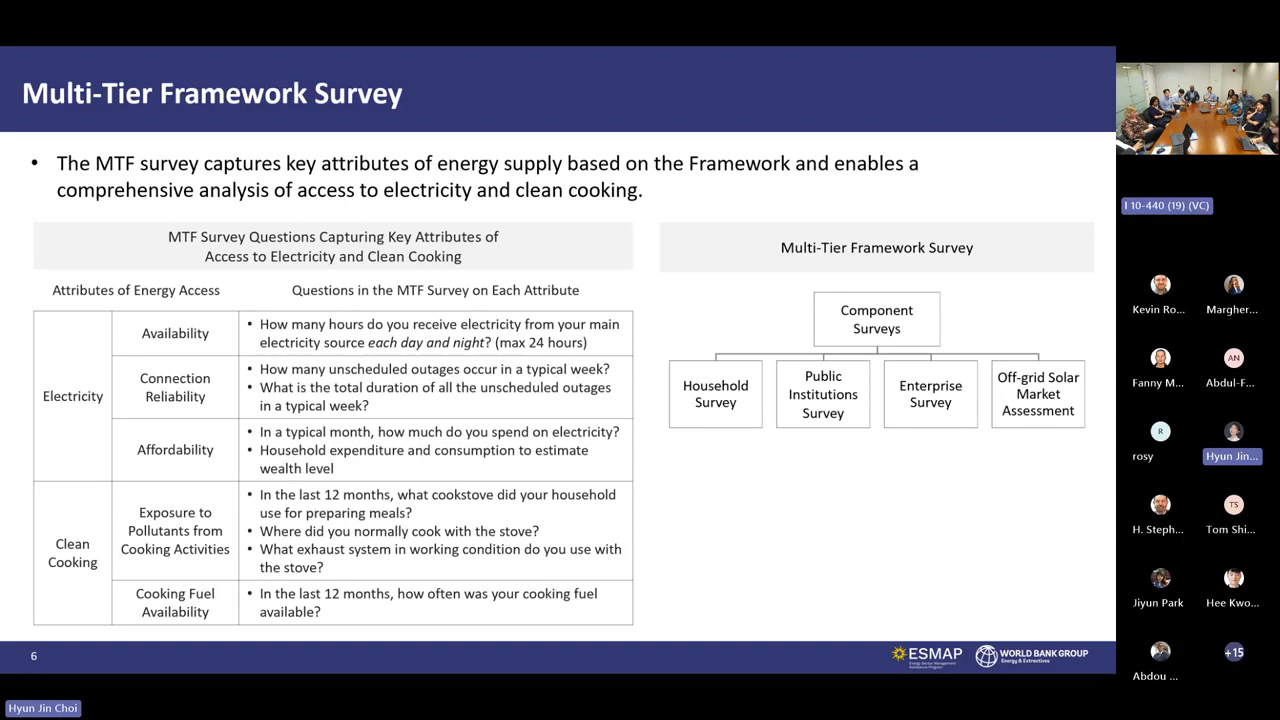 Multi-Tier Framework Survey
• The MTF survey captures key attributes of energy supply based on the Framework and enables a
comprehensive analysis of access to electricity and clean cooking.
MTF Survey Questions Capturing Key Attributes of
Access to Electricity and Clean Cooking
Attributes of Energy Access
Questions in the MTF Survey on Each Attribute
Electricity
Availability
• How many hours do you receive electricity from your main
electricity source each day and night? (max 24 hours)
Connection
Reliability
• How many unscheduled outages occur in a typical week?
• What is the total duration of all the unscheduled outages
in a typical week?
Affordability
• In a typical month, how much do you spend on electricity?
• Household expenditure and consumption to estimate
wealth level
Clean
Cooking
Exposure to
Pollutants from
Cooking Activities
• In the last 12 months, what cookstove did your household
use for preparing meals?
• Where did you normally cook with the stove?
• What exhaust system in working condition do you use with
the stove?
Cooking Fuel
Availability
• In the last 12 months, how often was your cooking fuel
available?
Multi-Tier Framework Survey
Component
Surveys
Household
Survey
Public
Institutions
Survey
Enterprise
Survey
Off-grid Solar
Market
Assessment
6
ESMAP
Energy Sector Management
Assistance Program
WORLD BANK GROUP
Energy & Extractives
I 10-440 (19) (VC)
Kevin Ro...
Margher...
Fanny M...
AN
Abdul-F...
R
rosy
Hyun Jin...
H. Steph...
TS
Tom Shi...
Jiyun Park
Hee Kwo...
Abdou ...
+15
Hyun Jin Choi